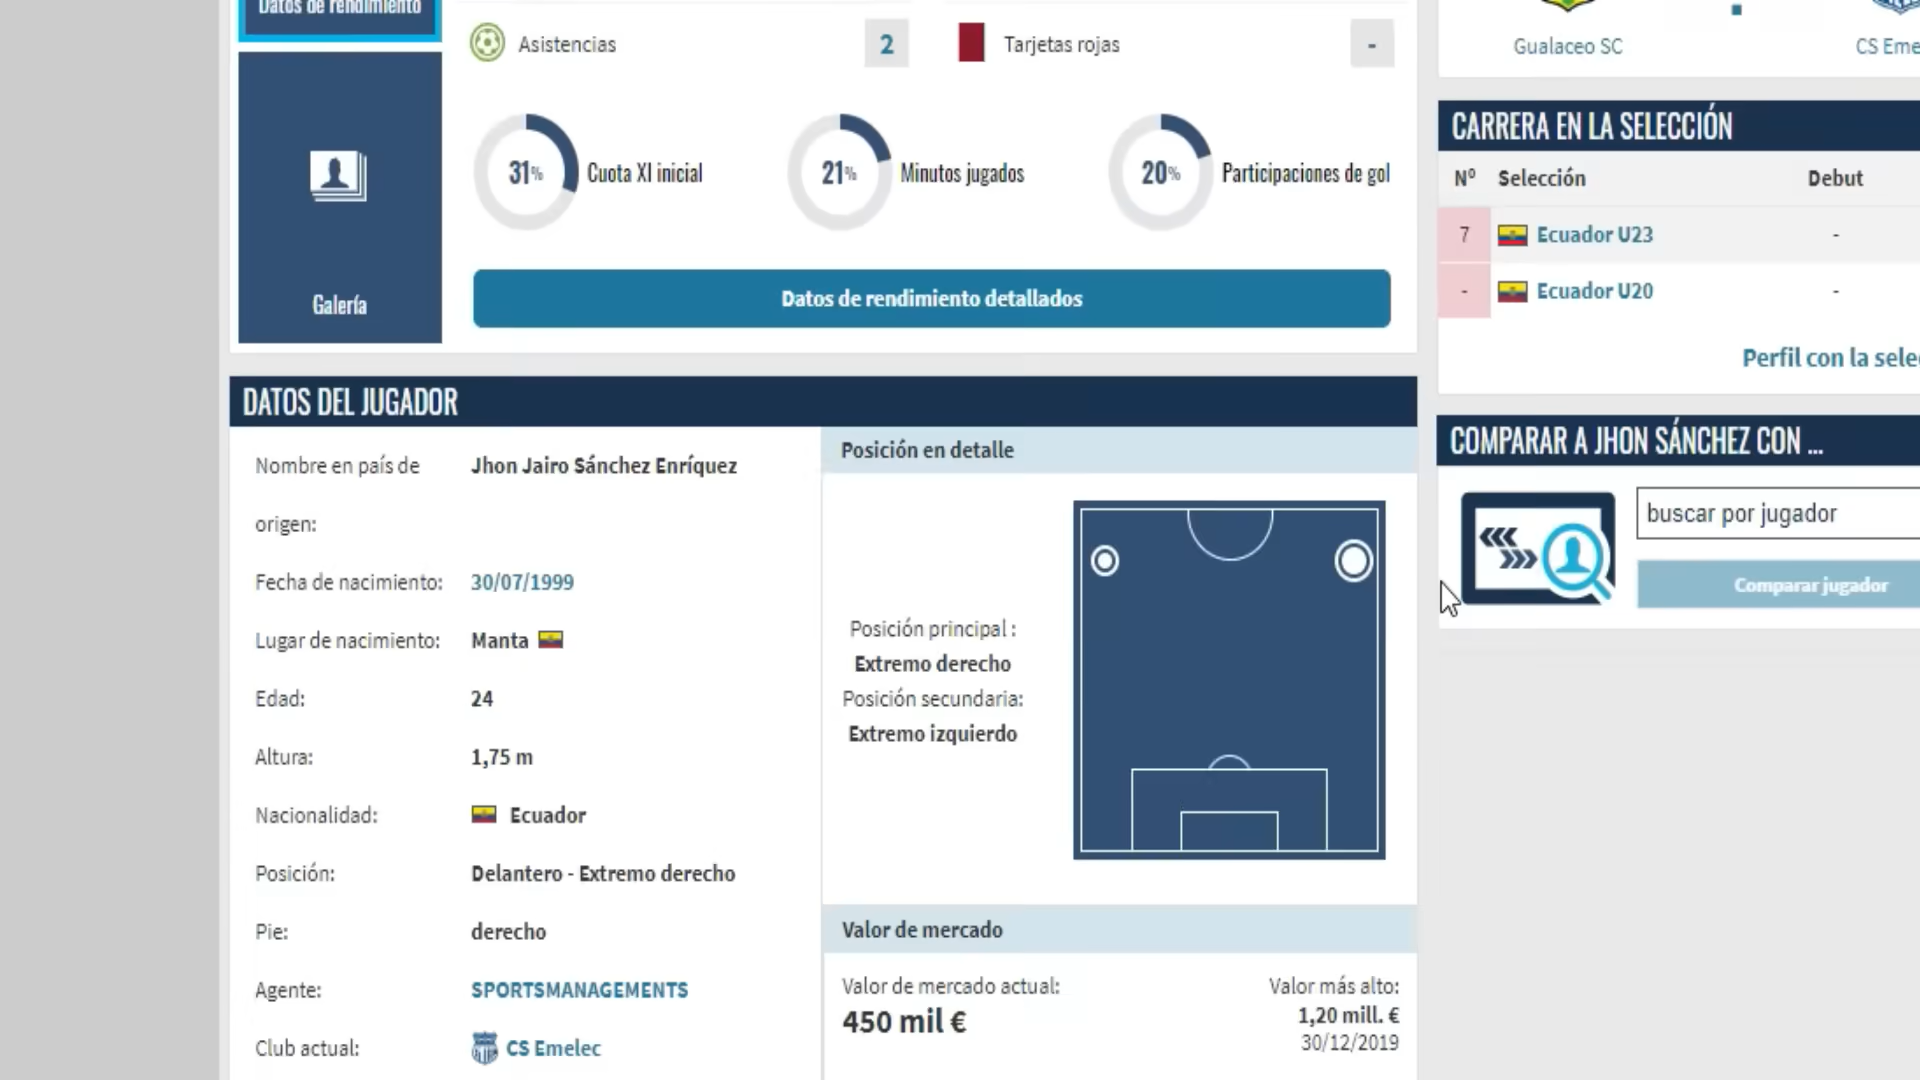 Datos de rendimiento
Asistencias 2 Tarjetas rojas -
31% Cuota XI inicial 21% Minutos jugados 20% Participaciones de gol
Galería
Datos de rendimiento detallados
DATOS DEL JUGADOR
Nombre en país de
origen:
Jhon Jairo Sánchez Enríquez
Fecha de nacimiento: 30/07/1999
Lugar de nacimiento: Manta
Edad: 24
Altura: 1,75 m
Nacionalidad: Ecuador
Posición: Delantero - Extremo derecho
Pie: derecho
Agente: SPORTSMANAGEMENTS
Club actual: CS Emelec
Posición en detalle
Posición principal :
Extremo derecho
Posición secundaria:
Extremo izquierdo
Valor de mercado
Valor de mercado actual:
450 mil €
Valor más alto:
1,20 mill. €
30/12/2019
Gualaceo SC CS Eme
CARRERA EN LA SELECCIÓN
Nº Selección Debut
7 Ecuador U23 -
- Ecuador U20 -
Perfil con la sele
COMPARAR A JHON SÁNCHEZ CON ...
buscar por jugador
Comparar jugador